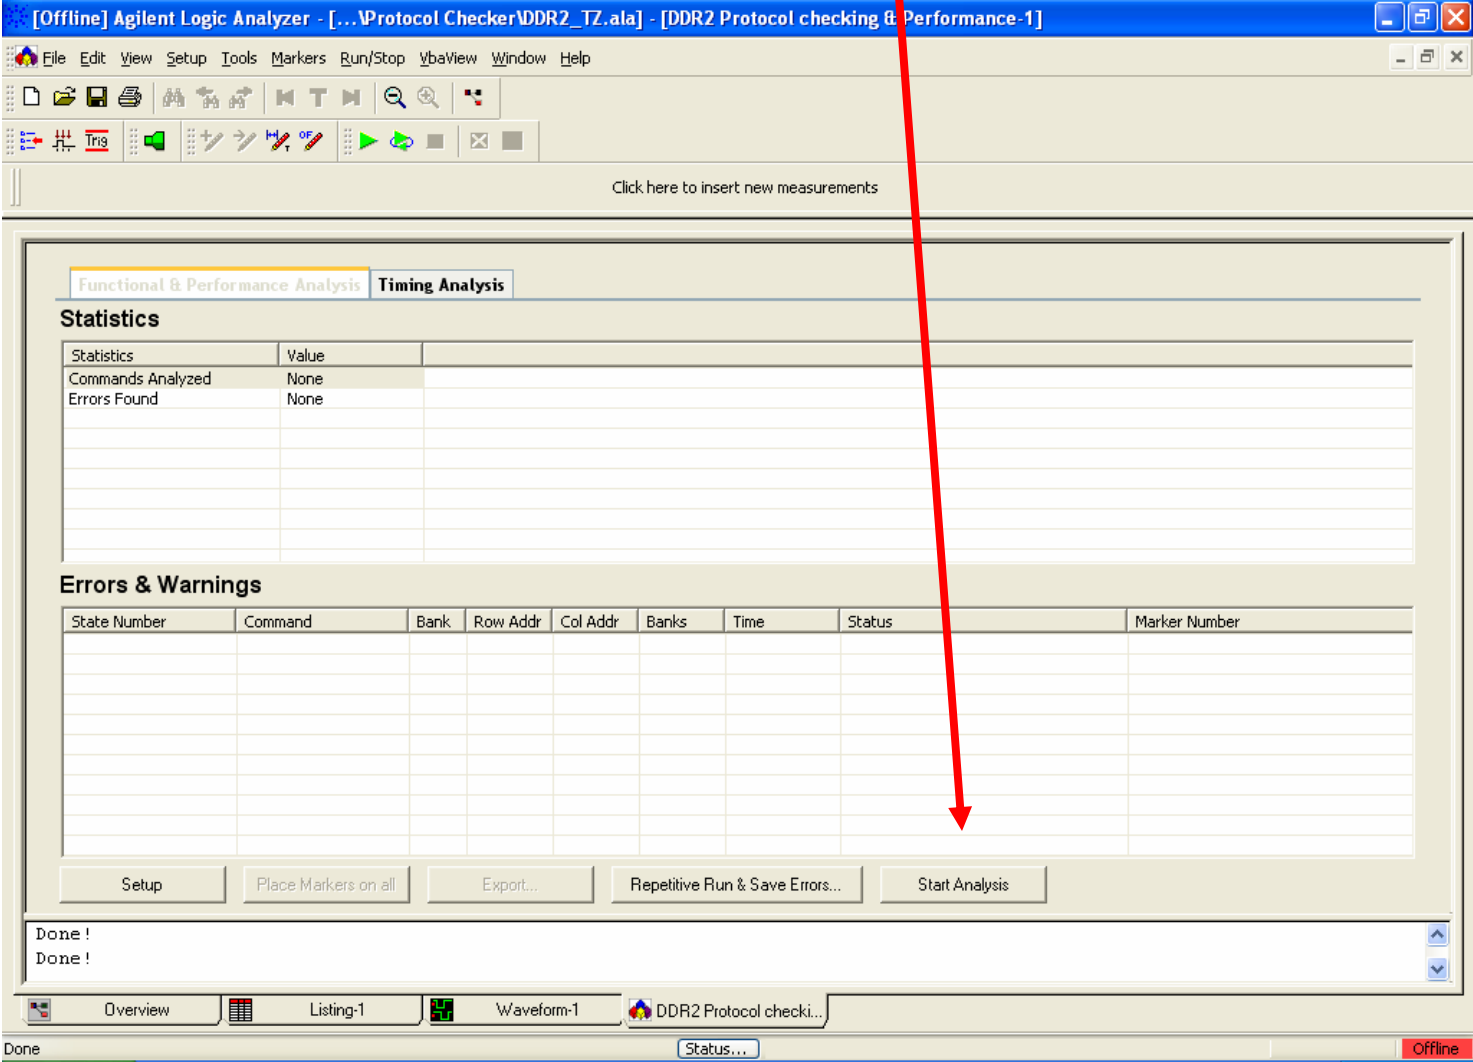 [Offline] Agilent Logic Analyzer - [...\Protocol Checker\DDR2_TZ.ala] - [DDR2 Protocol checking & Performance-1]
File Edit View Setup Tools Markers Run/Stop VbaView Window Help
T
Trig T OF
Click here to insert new measurements
Functional & Performance Analysis Timing Analysis
Statistics
Statistics Value
Commands Analyzed None
Errors Found None
Errors & Warnings
State Number Command Bank Row Addr Col Addr Banks Time Status Marker Number
Setup Place Markers on all Export... Repetitive Run & Save Errors... Start Analysis
Done!
Done!
Overview Listing-1 Waveform-1 DDR2 Protocol checki...
Done Status... Offline